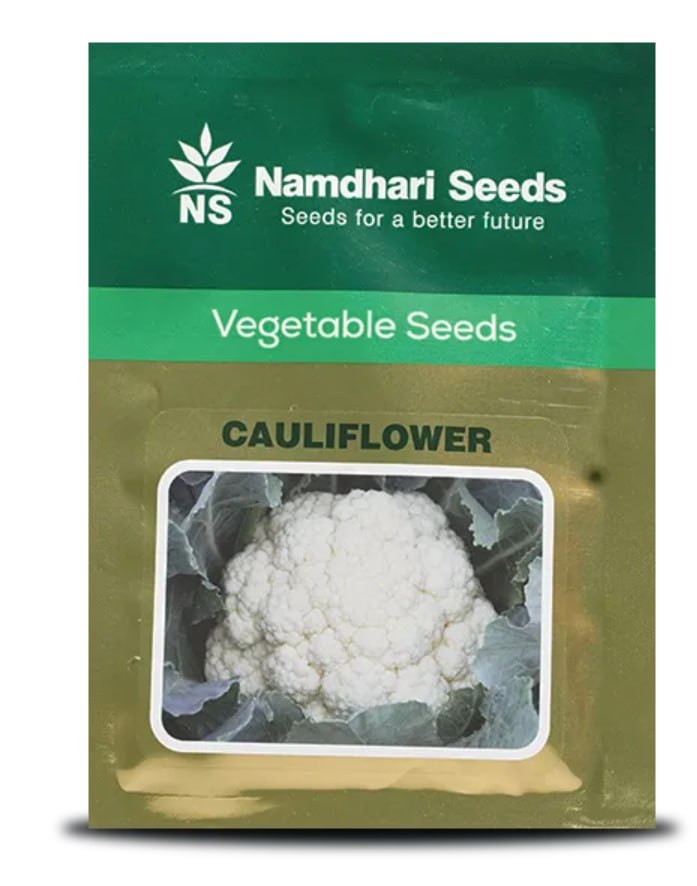 NS
Namdhari Seeds
Seeds for a better future
Vegetable Seeds
CAULIFLOWER